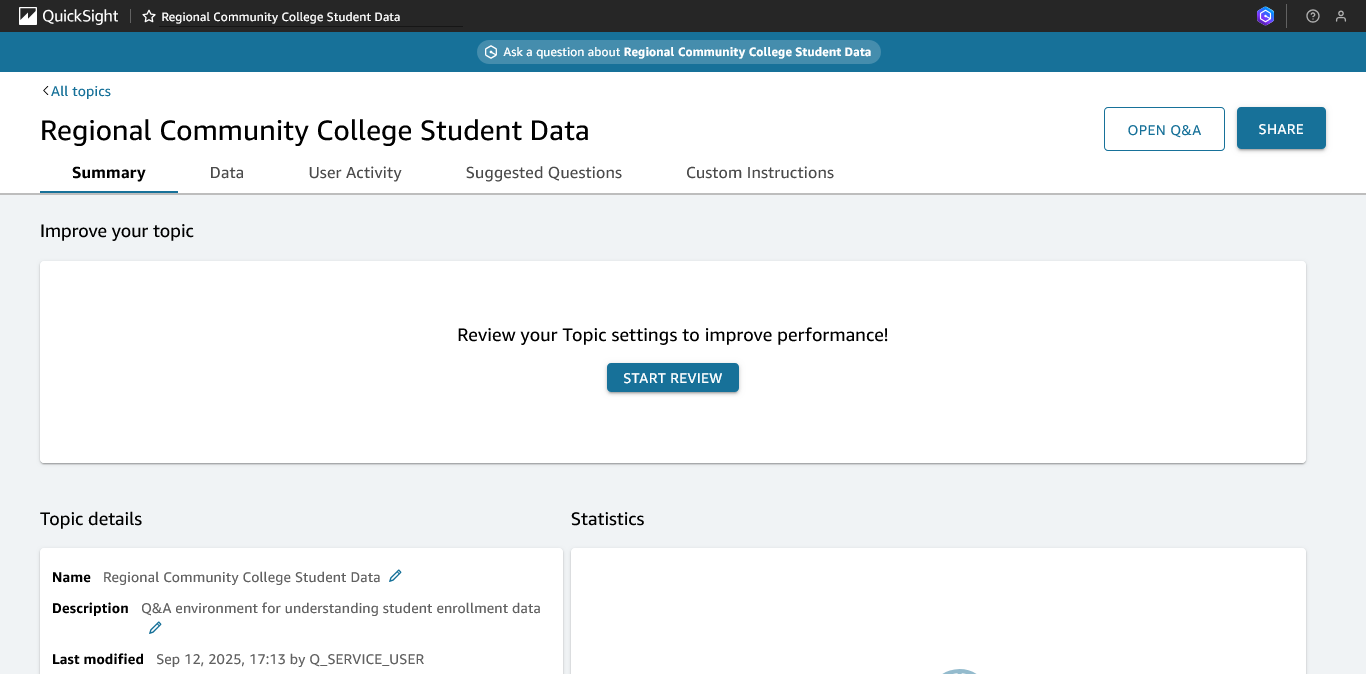 QuickSight
Regional Community College Student Data
Ask a question about Regional Community College Student Data
All topics
Regional Community College Student Data
OPEN Q&A
SHARE
Summary
Data
User Activity
Suggested Questions
Custom Instructions
Improve your topic
Review your Topic settings to improve performance!
START REVIEW
Topic details
Statistics
Name Regional Community College Student Data
Description Q&A environment for understanding student enrollment data
Last modified Sep 12, 2025, 17:13 by Q_SERVICE_USER